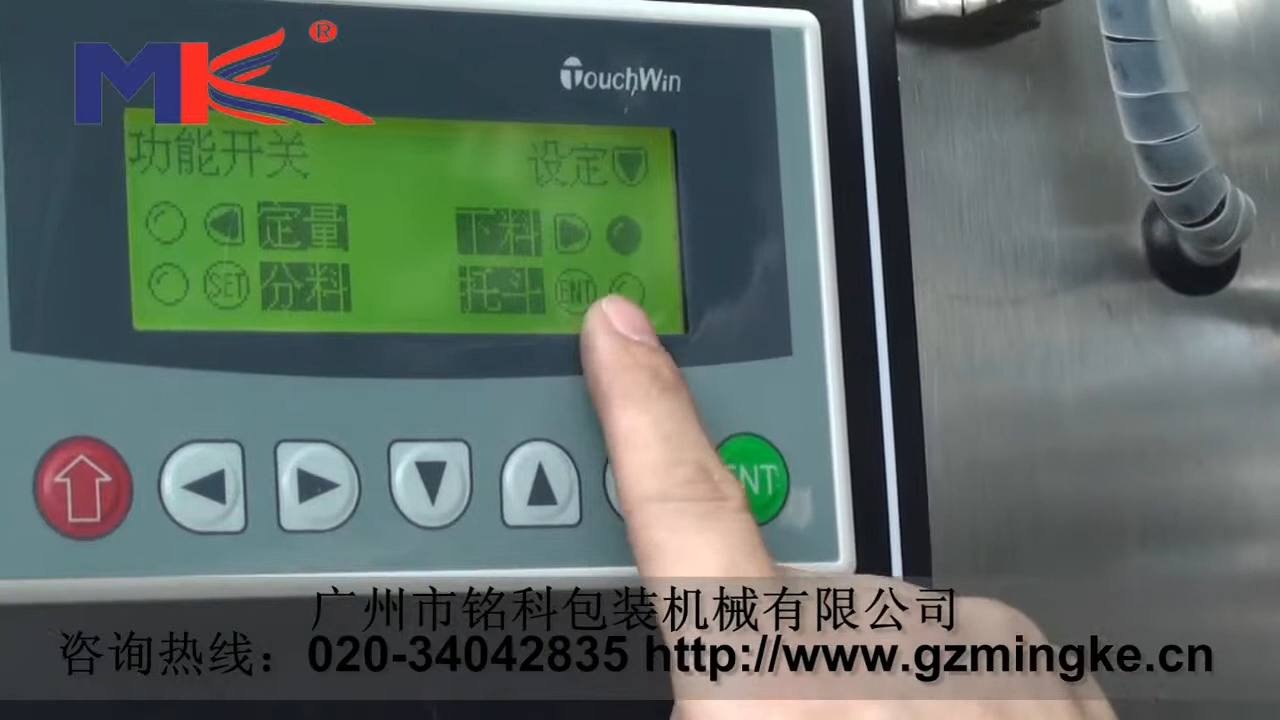 MK®
TouchWin
功能开关 设定
定量 下料
SET 分料 托斗 ENT
ENT
广州市铭科包装机械有限公司
咨询热线：020-34042835 http://www.gzmingke.cn